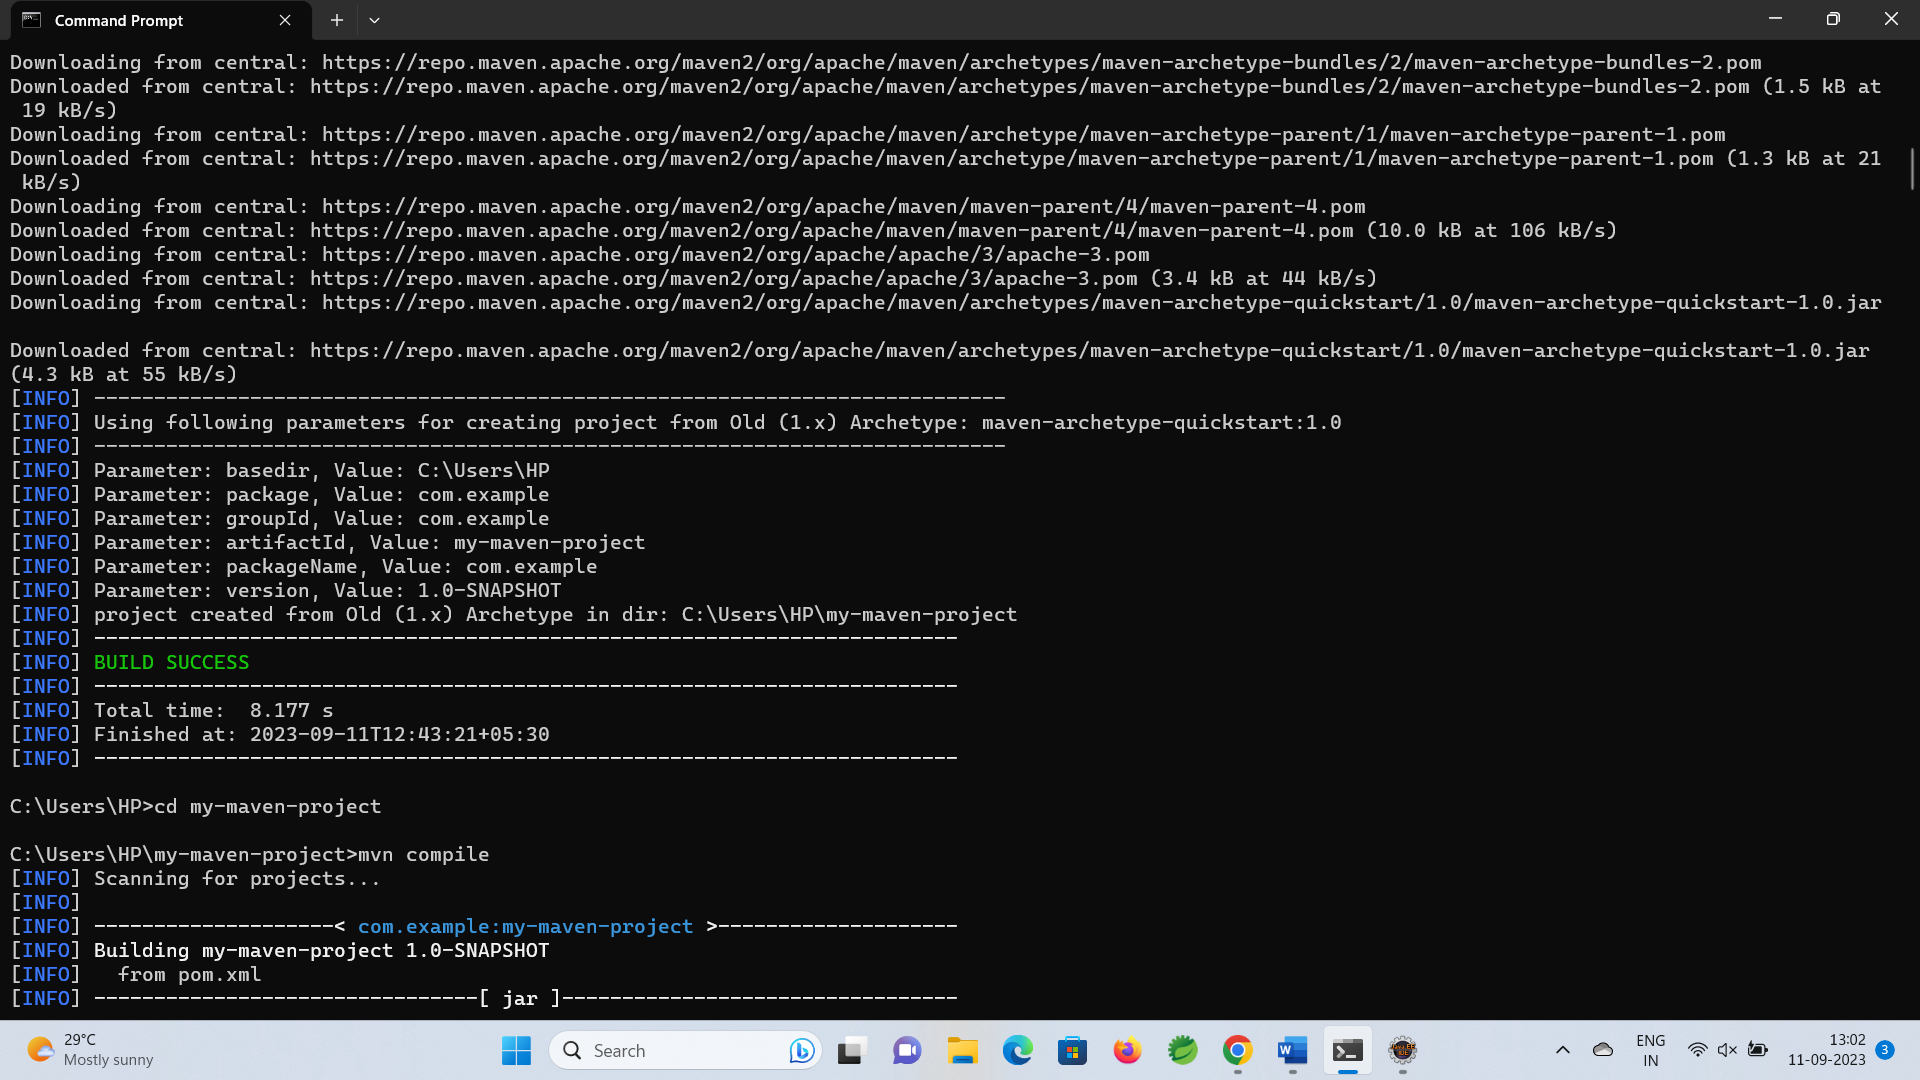 Command Prompt
Downloading from central: https://repo.maven.apache.org/maven2/org/apache/maven/archetypes/maven-archetype-bundles/2/maven-archetype-bundles-2.pom
Downloaded from central: https://repo.maven.apache.org/maven2/org/apache/maven/archetypes/maven-archetype-bundles/2/maven-archetype-bundles-2.pom (1.5 kB at
19 kB/s)
Downloading from central: https://repo.maven.apache.org/maven2/org/apache/maven/archetype/maven-archetype-parent/1/maven-archetype-parent-1.pom
Downloaded from central: https://repo.maven.apache.org/maven2/org/apache/maven/archetype/maven-archetype-parent/1/maven-archetype-parent-1.pom (1.3 kB at 21
kB/s)
Downloading from central: https://repo.maven.apache.org/maven2/org/apache/maven/maven-parent/4/maven-parent-4.pom
Downloaded from central: https://repo.maven.apache.org/maven2/org/apache/maven/maven-parent/4/maven-parent-4.pom (10.0 kB at 106 kB/s)
Downloading from central: https://repo.maven.apache.org/maven2/org/apache/apache/3/apache-3.pom
Downloaded from central: https://repo.maven.apache.org/maven2/org/apache/apache/3/apache-3.pom (3.4 kB at 44 kB/s)
Downloading from central: https://repo.maven.apache.org/maven2/org/apache/maven/archetypes/maven-archetype-quickstart/1.0/maven-archetype-quickstart-1.0.jar
Downloaded from central: https://repo.maven.apache.org/maven2/org/apache/maven/archetypes/maven-archetype-quickstart/1.0/maven-archetype-quickstart-1.0.jar
(4.3 kB at 55 kB/s)
[INFO] ----------------------------------------------------------------------------
[INFO] Using following parameters for creating project from Old (1.x) Archetype: maven-archetype-quickstart:1.0
[INFO] ----------------------------------------------------------------------------
[INFO] Parameter: basedir, Value: C:\Users\HP
[INFO] Parameter: package, Value: com.example
[INFO] Parameter: groupId, Value: com.example
[INFO] Parameter: artifactId, Value: my-maven-project
[INFO] Parameter: packageName, Value: com.example
[INFO] Parameter: version, Value: 1.0-SNAPSHOT
[INFO] project created from Old (1.x) Archetype in dir: C:\Users\HP\my-maven-project
[INFO] ------------------------------------------------------------------------
[INFO] BUILD SUCCESS
[INFO] ------------------------------------------------------------------------
[INFO] Total time:  8.177 s
[INFO] Finished at: 2023-09-11T12:43:21+05:30
[INFO] ------------------------------------------------------------------------
C:\Users\HP>cd my-maven-project
C:\Users\HP\my-maven-project>mvn compile
[INFO] Scanning for projects...
[INFO]
[INFO] --------------------< com.example:my-maven-project >--------------------
[INFO] Building my-maven-project 1.0-SNAPSHOT
[INFO]   from pom.xml
[INFO] --------------------------------[ jar ]---------------------------------
29°C
Mostly sunny
Search
ENG
IN
13:02
11-09-2023
3